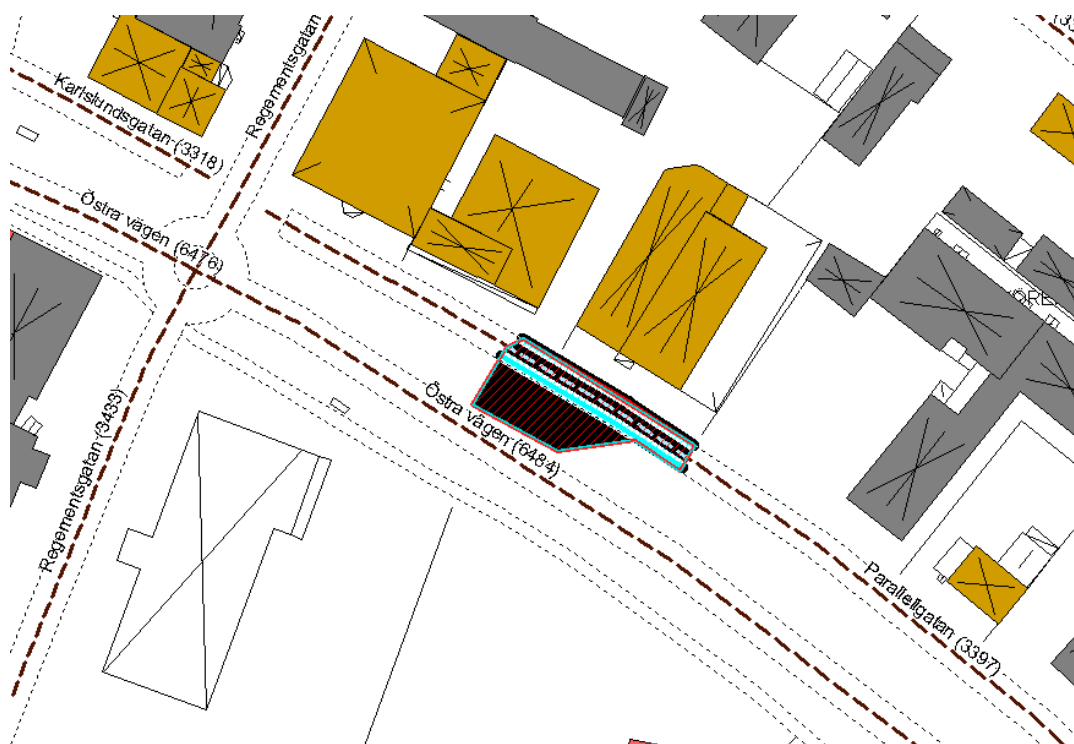 Karlslundsgatan (3318)
Regementsgatan
Östra vägen (6476)
Östra vägen (6484)
Regementsgatan (3433)
Parallellgatan (3397)